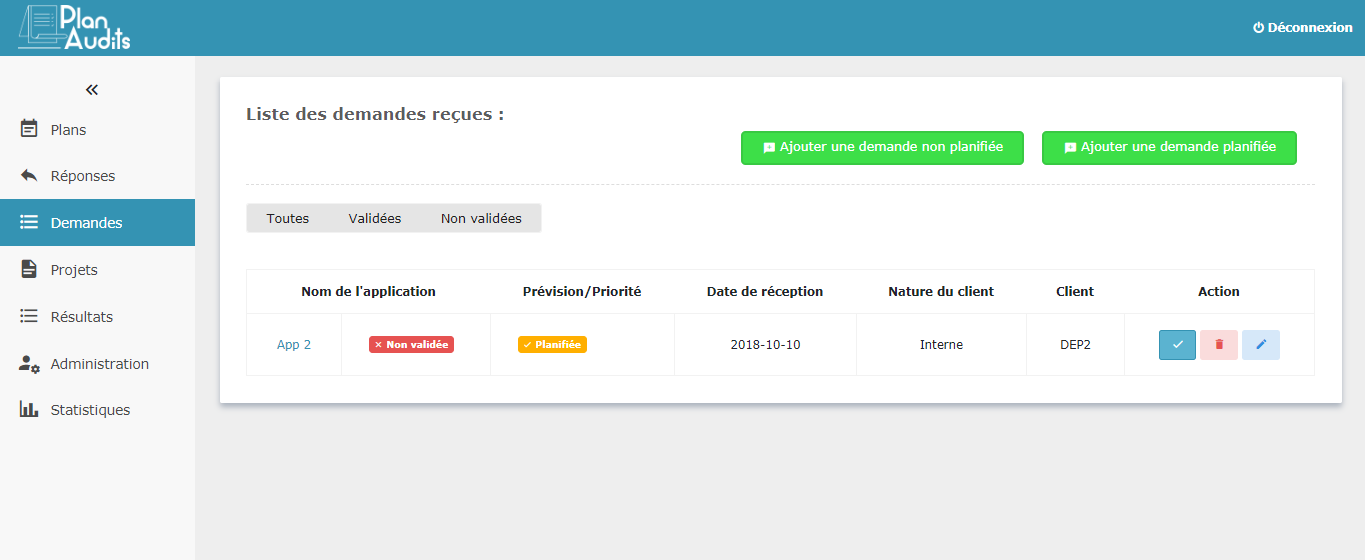 Plan
Audits
Déconnexion
Plans
Réponses
Demandes
Projets
Résultats
Administration
Statistiques
Liste des demandes reçues :
Ajouter une demande non planifiée Ajouter une demande planifiée
Toutes Validées Non validées
Nom de l'application Prévision/Priorité Date de réception Nature du client Client Action
App 2 Non validée Planifiée 2018-10-10 Interne DEP2